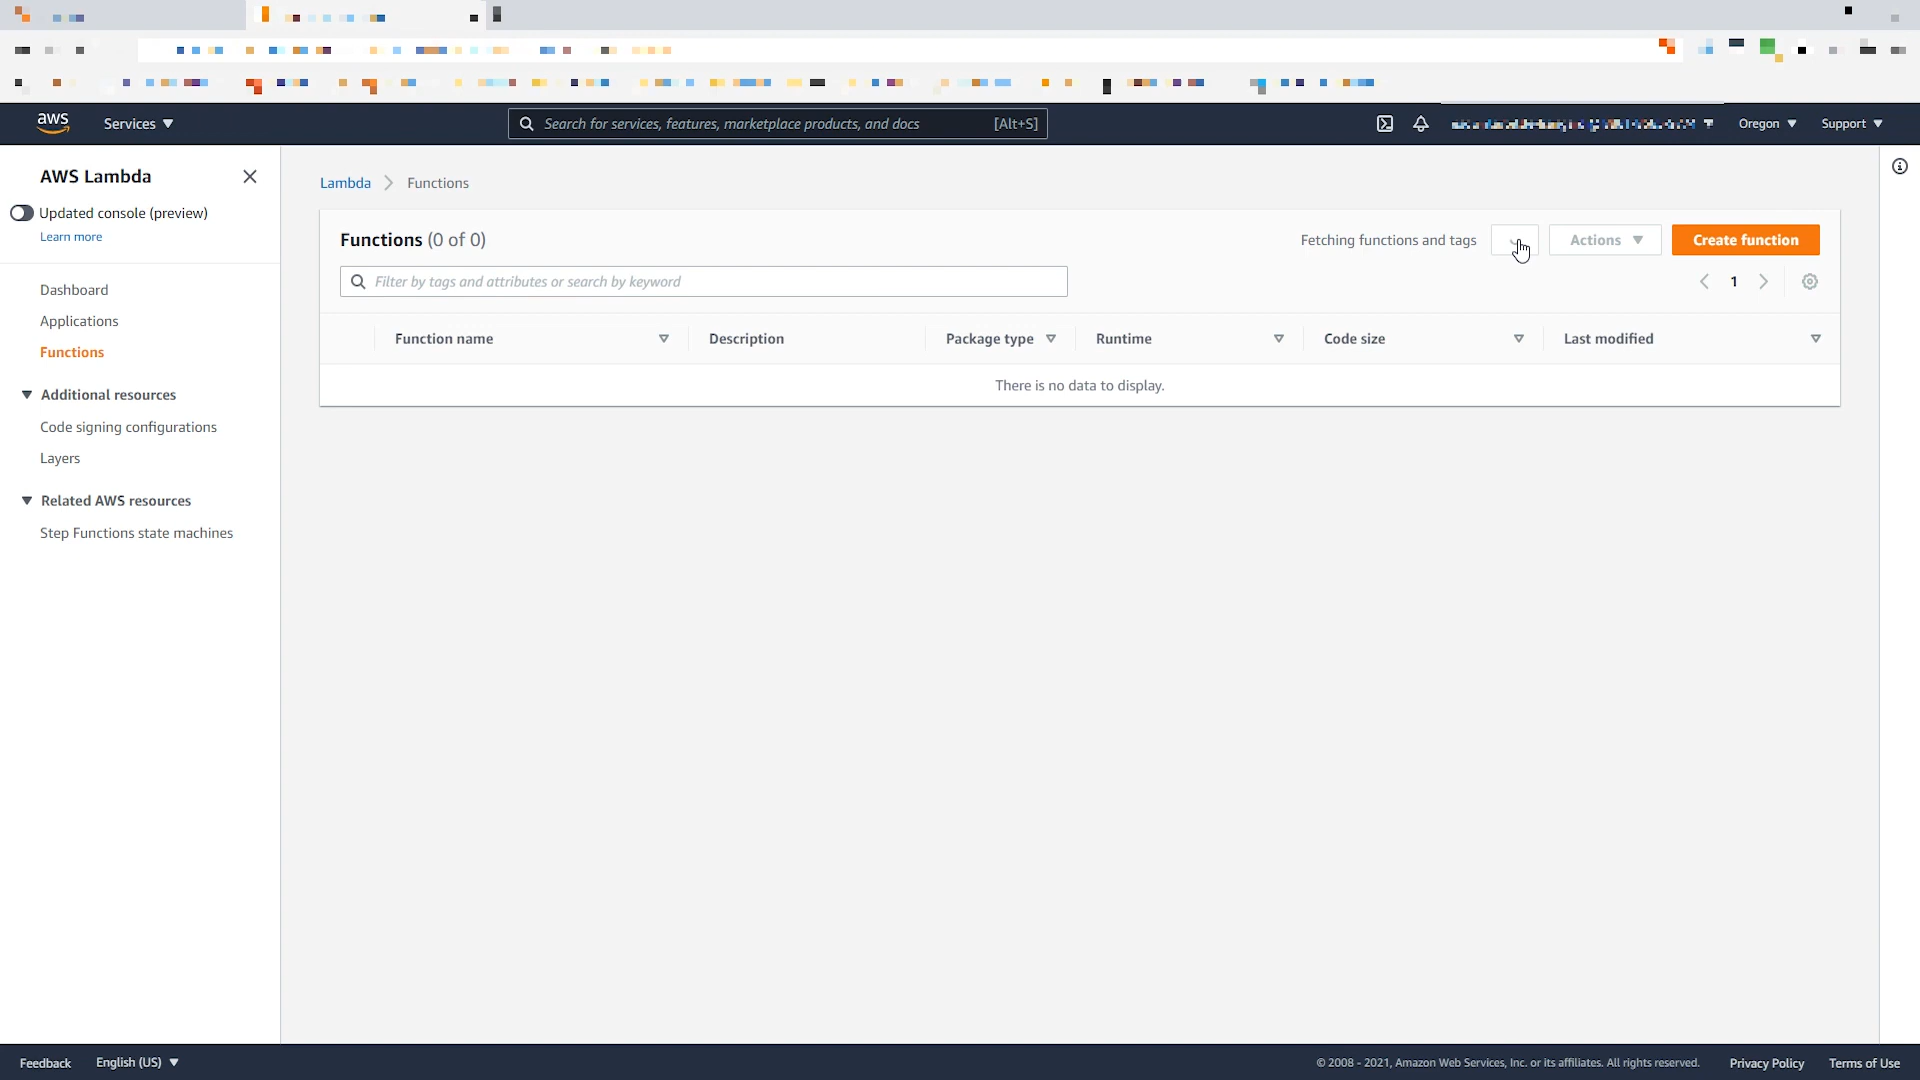 aws
Services
Search for services, features, marketplace products, and docs [Alt+S]
Oregon
Support
AWS Lambda
Updated console (preview)
Learn more
Dashboard
Applications
Functions
Additional resources
Code signing configurations
Layers
Related AWS resources
Step Functions state machines
Lambda Functions
Functions (0 of 0)
Fetching functions and tags
Actions
Create function
Filter by tags and attributes or search by keyword
1
Function name Description Package type Runtime Code size Last modified
There is no data to display.
Feedback English (US) © 2008 - 2021, Amazon Web Services, Inc. or its affiliates. All rights reserved. Privacy Policy Terms of Use